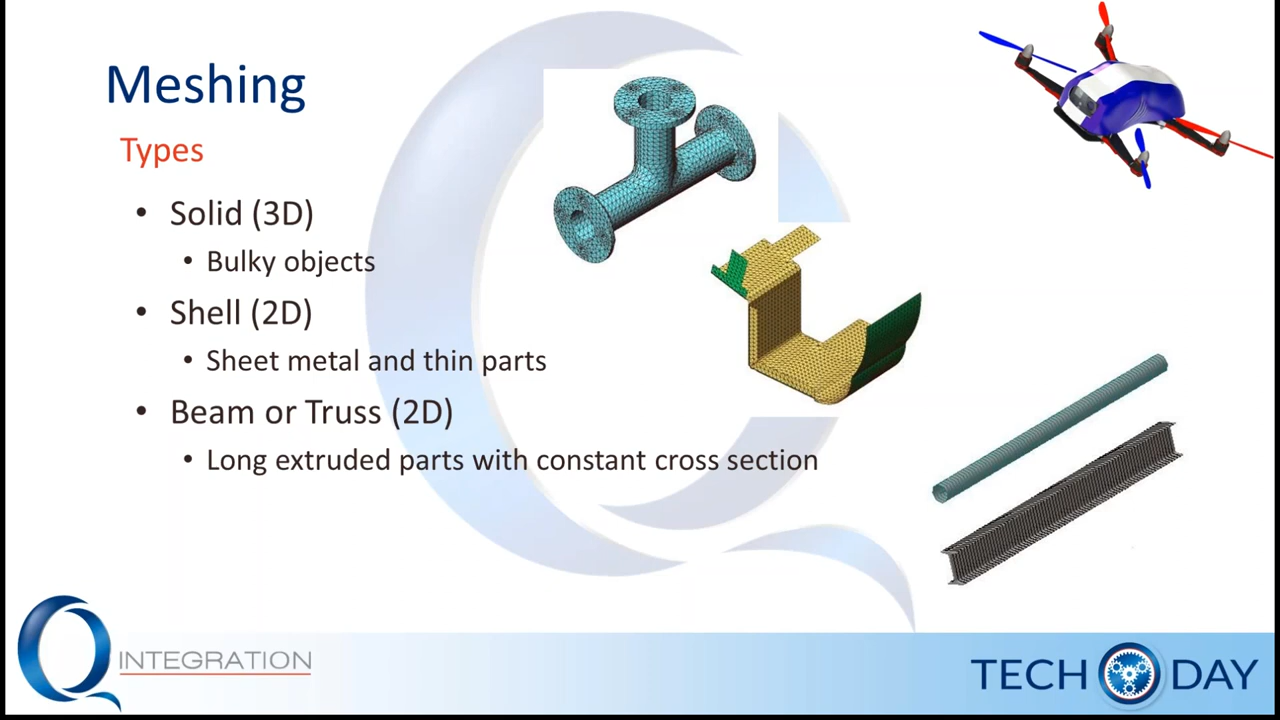 Meshing
Types
• Solid (3D)
• Bulky objects
• Shell (2D)
• Sheet metal and thin parts
• Beam or Truss (2D)
• Long extruded parts with constant cross section
INTEGRATION
TECH DAY